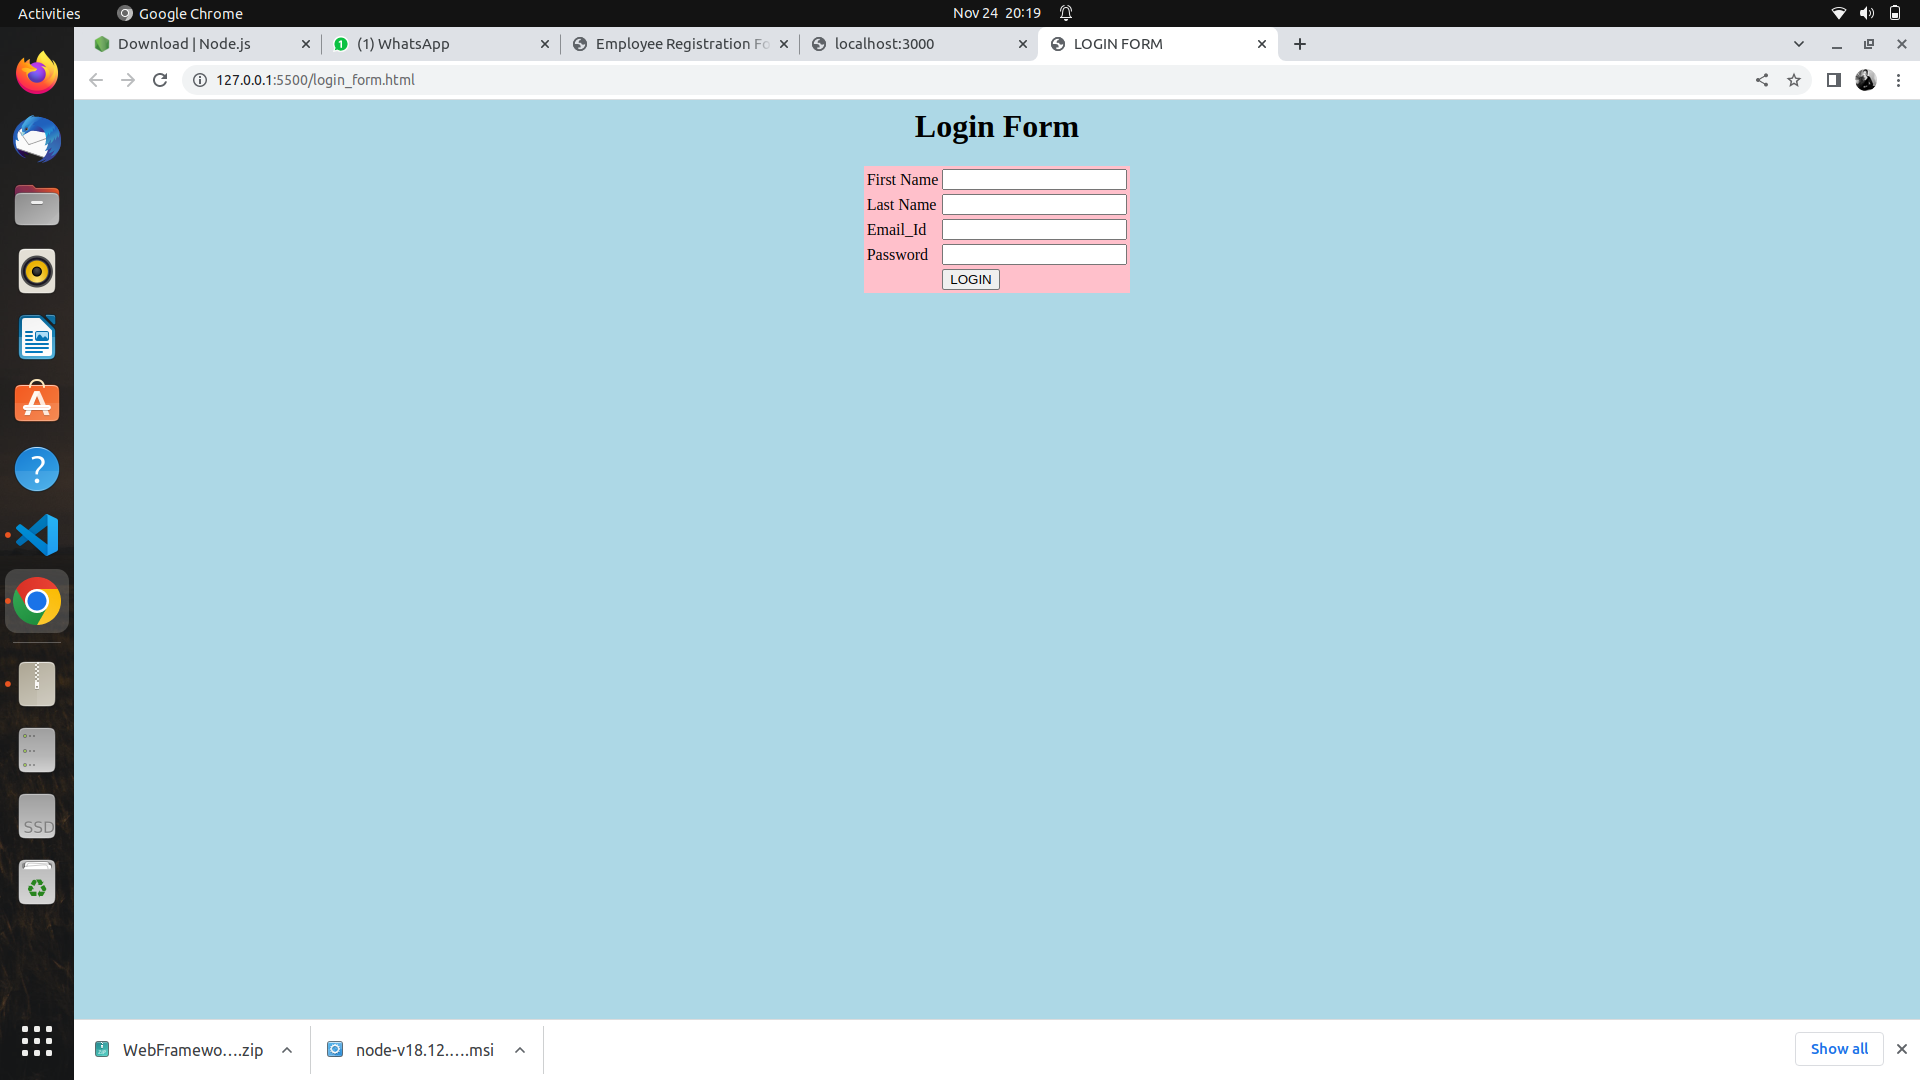 Activities Google Chrome Nov 24 20:19
Download | Node.js (1) WhatsApp Employee Registration Fo localhost:3000 LOGIN FORM
127.0.0.1:5500/login_form.html
Login Form
First Name
Last Name
Email_Id
Password
LOGIN
SSD
WebFramewo....zip node-v18.12.....msi Show all